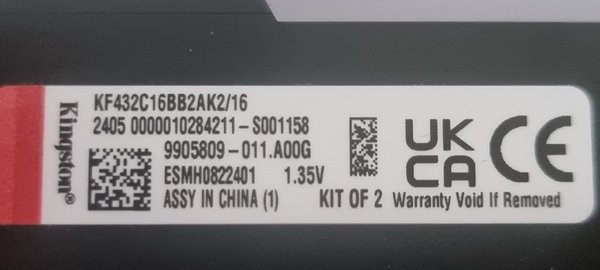 Kingston®
KF432C16BB2AK2/16
2405 0000010284211-S001158
9905809-011.A00G
ESMH0822401 1.35V
ASSY IN CHINA (1) KIT OF 2 Warranty Void If Removed
UK
CA
CE